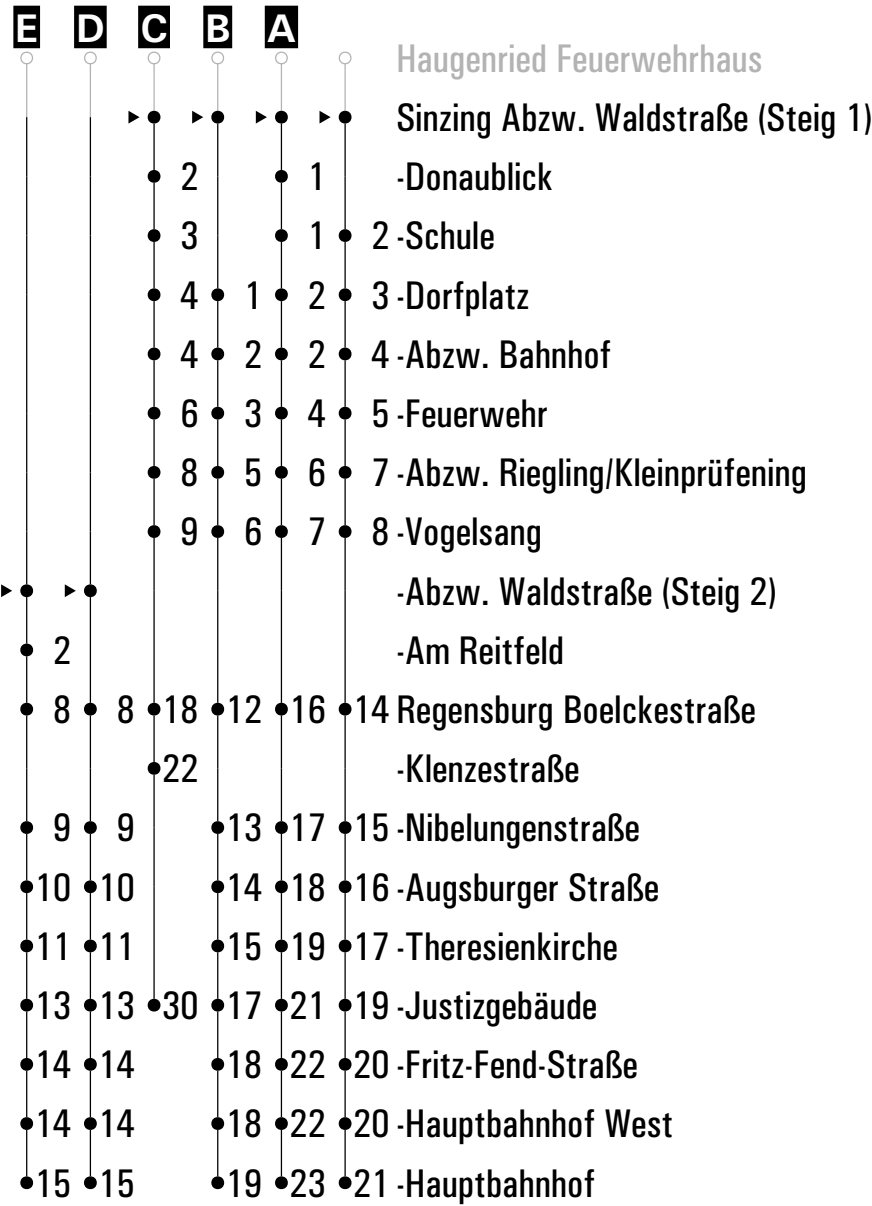 E D C B A
Haugenried Feuerwehrhaus
Sinzing Abzw. Waldstraße (Steig 1)
2 1 -Donaublick
3 1 2 -Schule
4 1 2 3 -Dorfplatz
4 2 2 4 -Abzw. Bahnhof
6 3 4 5 -Feuerwehr
8 5 6 7 -Abzw. Riegling/Kleinprüfening
9 6 7 8 -Vogelsang
-Abzw. Waldstraße (Steig 2)
2 -Am Reitfeld
8 8 18 12 16 14 Regensburg Boelckestraße
22 -Klenzestraße
9 9 13 17 15 -Nibelungenstraße
10 10 14 18 16 -Augsburger Straße
11 11 15 19 17 -Theresienkirche
13 13 30 17 21 19 -Justizgebäude
14 14 18 22 20 -Fritz-Fend-Straße
14 14 18 22 20 -Hauptbahnhof West
15 15 19 23 21 -Hauptbahnhof